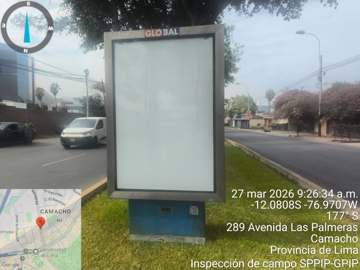 GLOBAL
CAMACHO
27 mar 2026 9:26:34 a.m.
-12.0808S -76.9707W
177° S
289 Avenida Las Palmeras
Camacho
Provincia de Lima
Inspección de campo SPPIP-GPIP